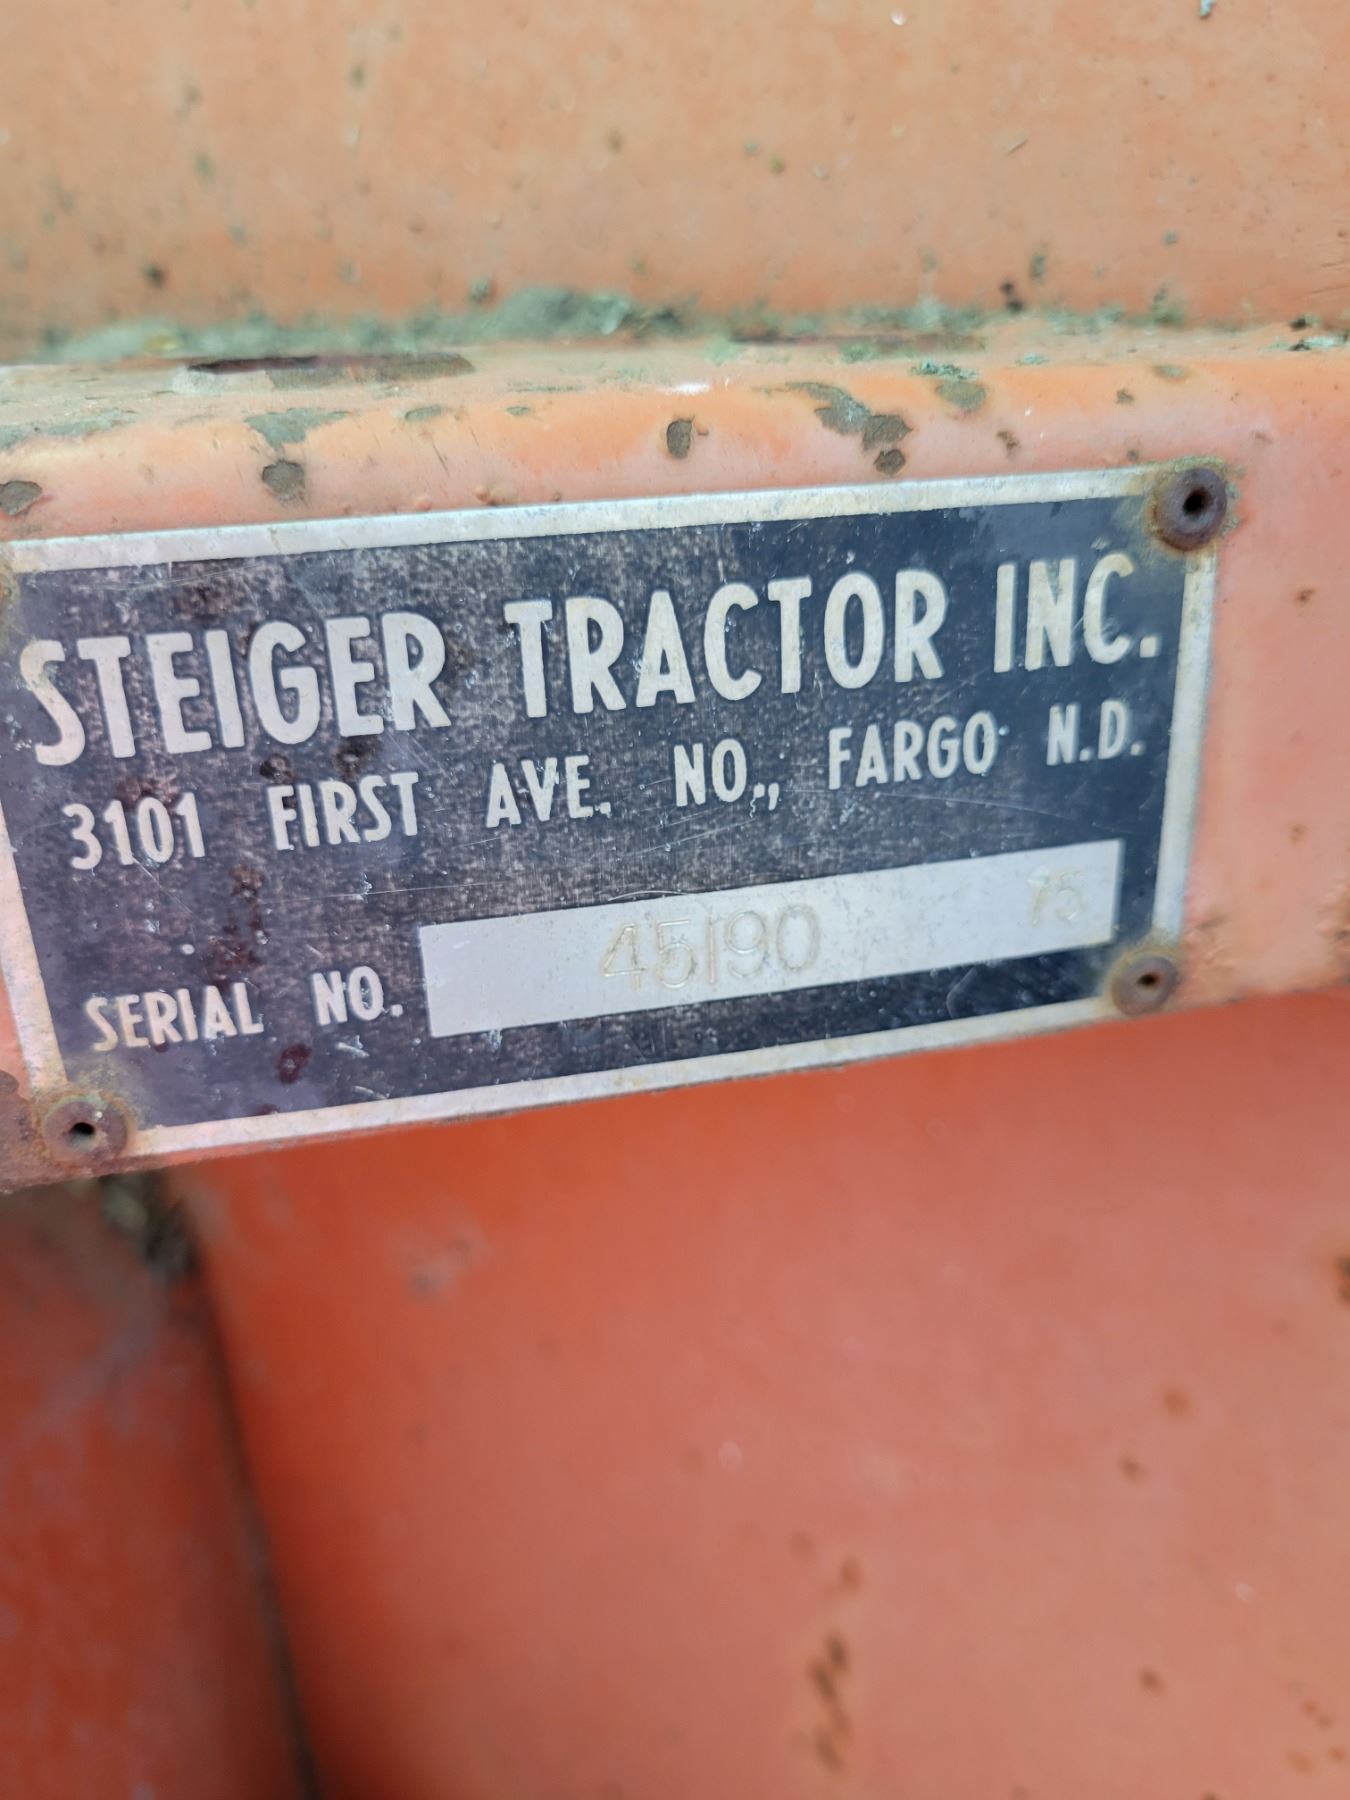 STEIGER TRACTOR INC.
3101 FIRST AVE. NO., FARGO N.D.
SERIAL NO. 45190 75